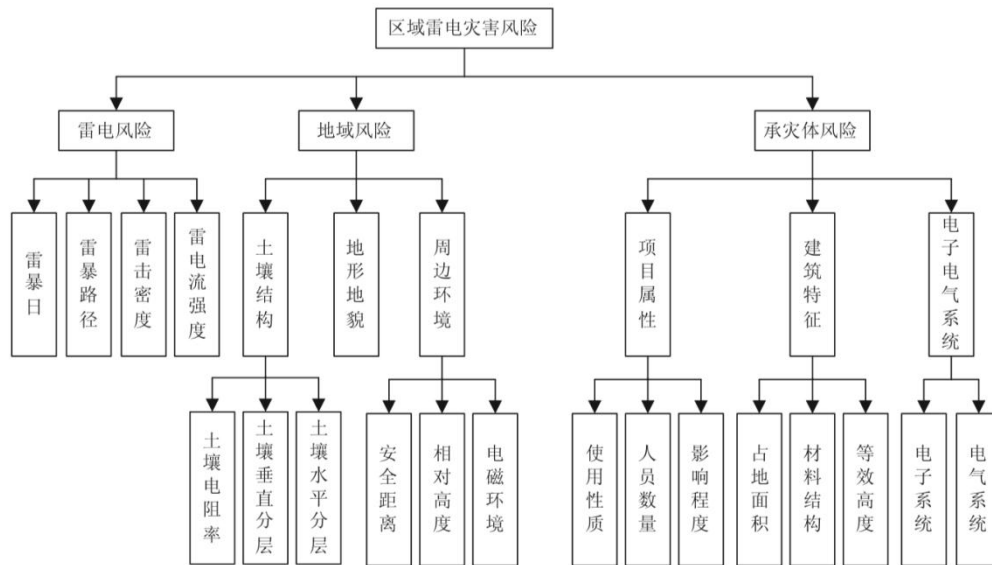 区域雷电灾害风险
雷电风险
地域风险
承灾体风险
雷暴日
雷暴路径
雷击密度
雷电流强度
土壤结构
地形地貌
周边环境
项目属性
建筑特征
电子电气系统
土壤电阻率
土壤垂直分层
土壤水平分层
安全距离
相对高度
电磁环境
使用性质
人员数量
影响程度
占地面积
材料结构
等效高度
电子系统
电气系统